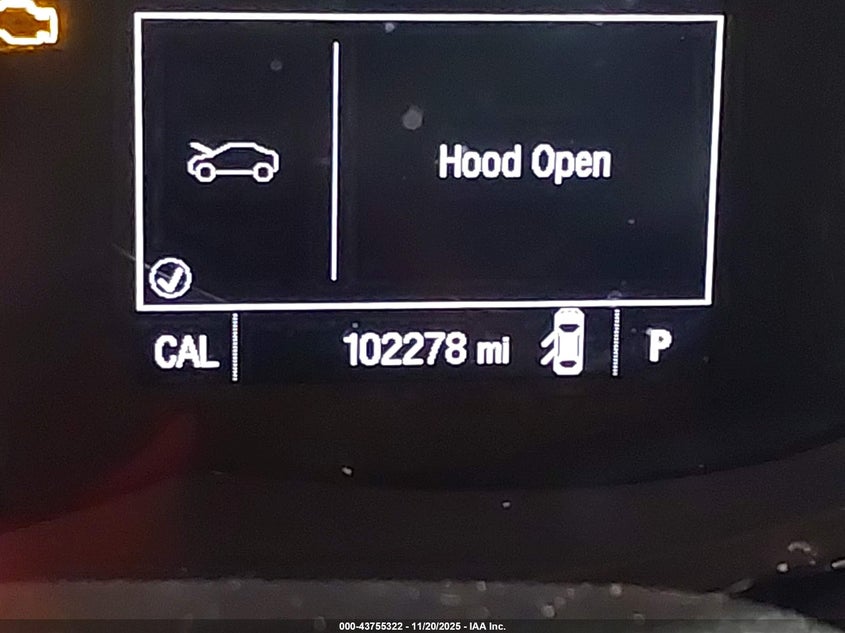 Hood Open
CAL 102278 mi P
000-43755322 - 11/20/2025 - IAA Inc.